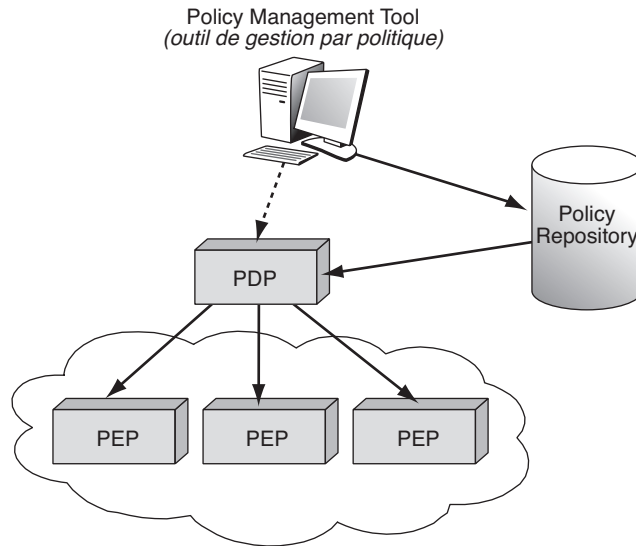 Policy Management Tool
(outil de gestion par politique)
Policy
Repository
PDP
PEP
PEP
PEP